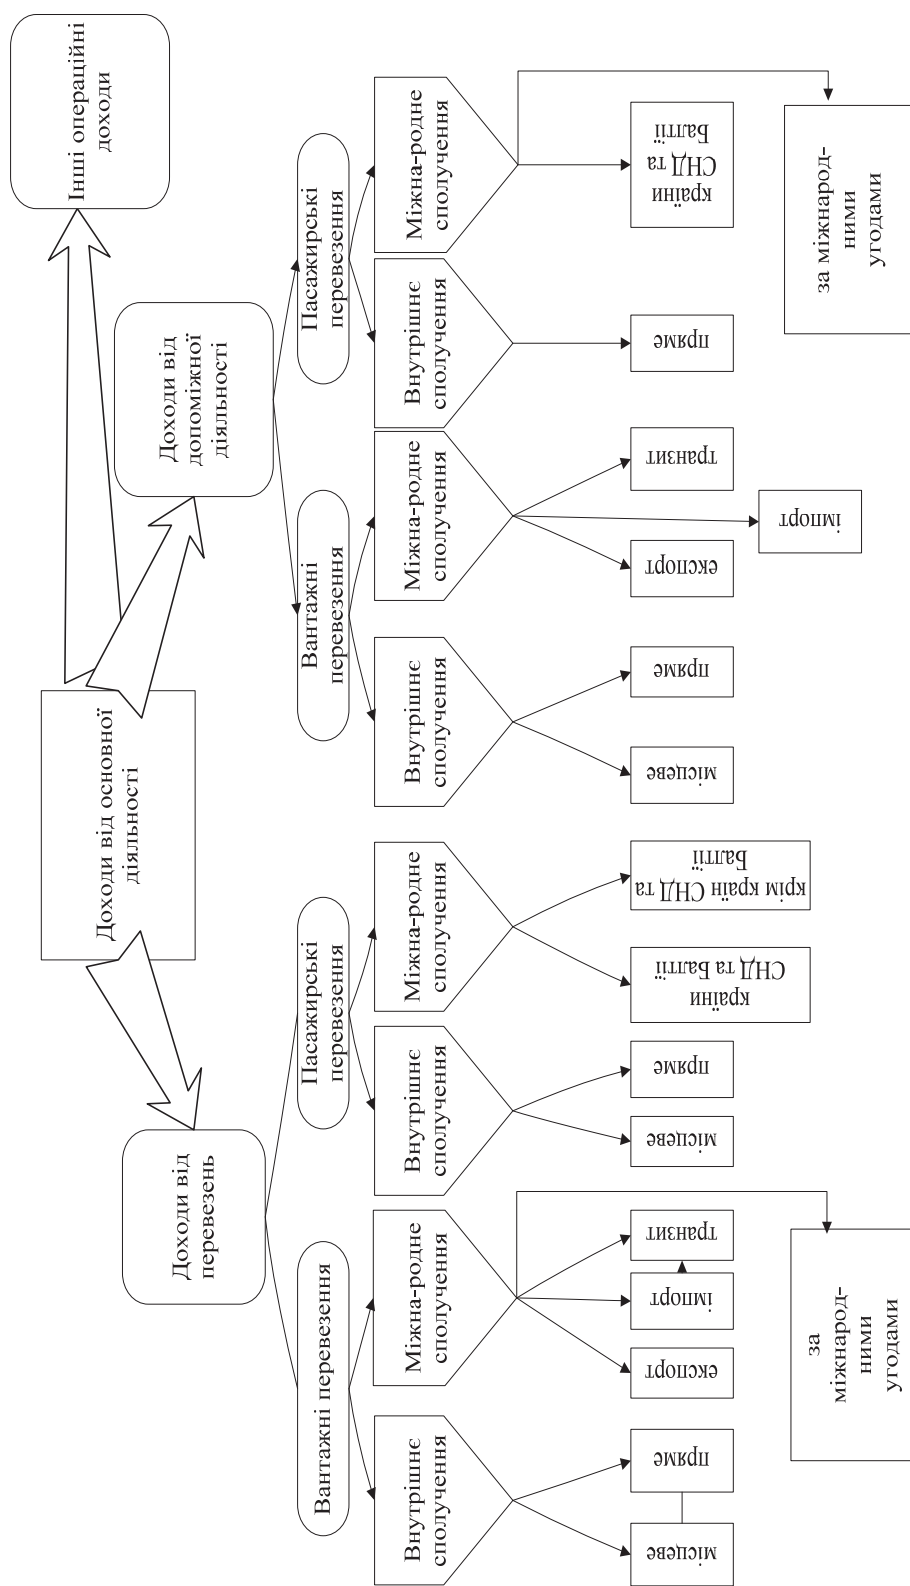 Доходи від основної
діяльності
Інші операційні
доходи
Доходи від
перевезень
Доходи від
допоміжної
діяльності
Вантажні перевезення
Пасажирські
перевезення
Вантажні
перевезення
Пасажирські
перевезення
Внутрішнє
сполучення
Міжна-родне
сполучення
Внутрішнє
сполучення
Міжна-родне
сполучення
Внутрішнє
сполучення
Міжна-родне
сполучення
Внутрішнє
сполучення
Міжна-родне
сполучення
місцеве
пряме
експорт
імпорт
транзит
місцеве
пряме
країни
СНД та Балтії
крім країн СНД та
Балтії
місцеве
пряме
експорт
транзит
пряме
країни
СНД та
Балтії
імпорт
за
міжнарод-
ними
угодами
за міжнарод-
ними
угодами